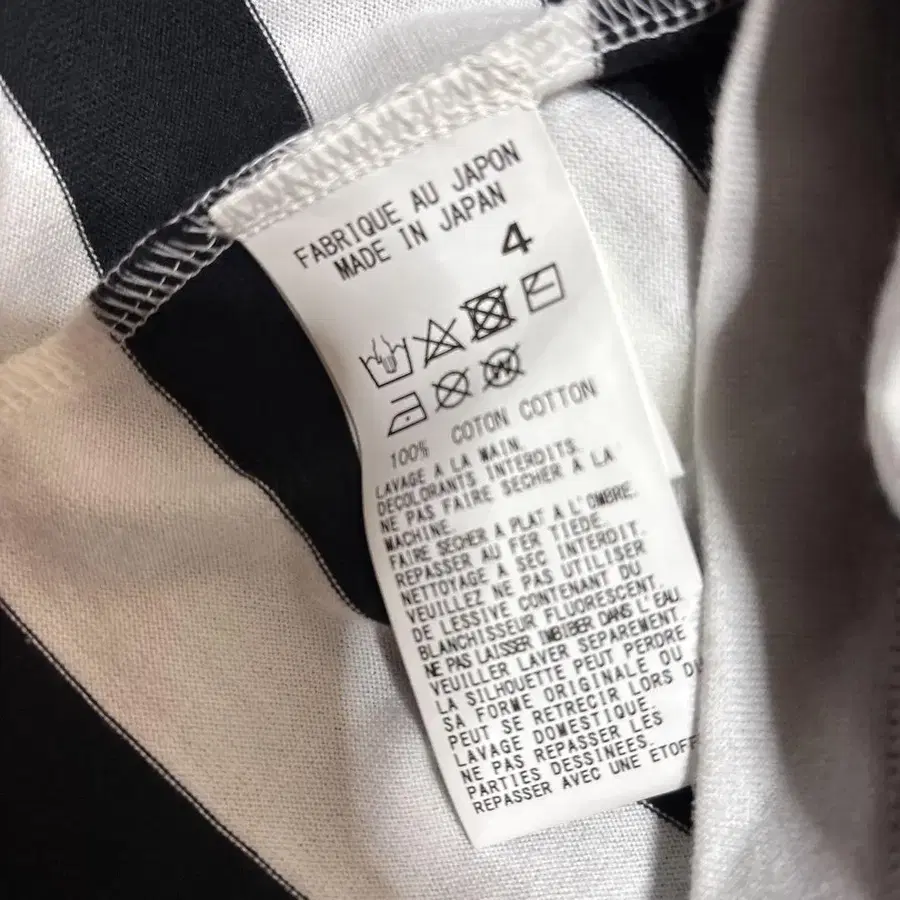 FABRIQUE AU JAPON
MADE IN JAPAN
4
W
100% COTON COTTON
LAVAGE A LA MAIN.
DECOLORANTS INTERDITS.
NE PAS FAIRE SECHER A LA
MACHINE.
FAIRE SECHER A PLAT A L'OMBRE.
REPASSER AU FER TIEDE.
NETTOYAGE A SEC INTERDIT.
VEUILLEZ NE PAS UTILISER
DE LESSIVE CONTENANT DU
BLANCHISSEUR FLUORESCENT.
NE PAS LAISSER IMBIBER DANS L'EAU.
VEUILLER LAVER SEPAREMENT.
LA SILHOUETTE PEUT PERDRE
SA FORME ORIGINALE OU
PEUT SE RETRECIR LORS DU
LAVAGE DOMESTIQUE.
NE PAS REPASSER LES
PARTIES DESSINEES.
REPASSER AVEC UNE ETOFF